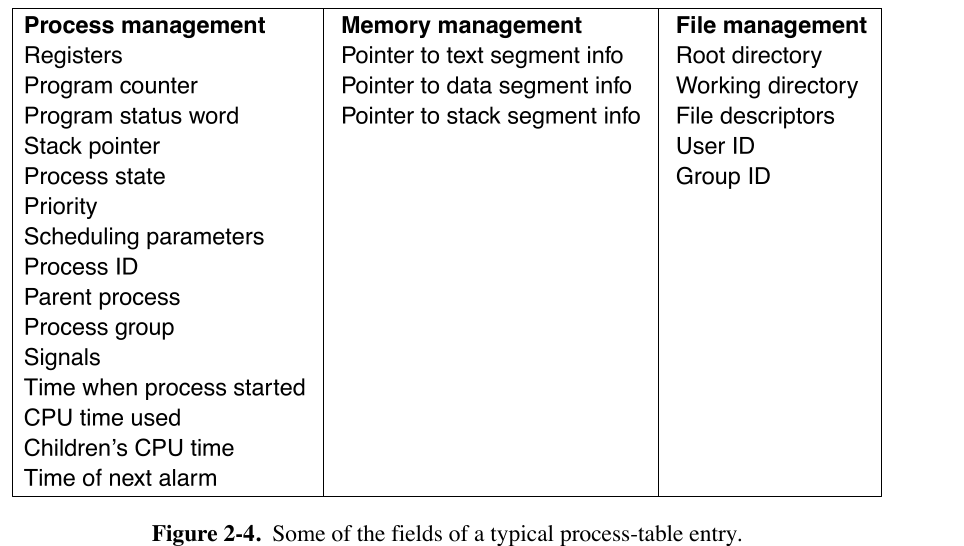 Process management
Registers
Program counter
Program status word
Stack pointer
Process state
Priority
Scheduling parameters
Process ID
Parent process
Process group
Signals
Time when process started
CPU time used
Children’s CPU time
Time of next alarm
Memory management
Pointer to text segment info
Pointer to data segment info
Pointer to stack segment info
File management
Root directory
Working directory
File descriptors
User ID
Group ID
Figure 2-4. Some of the fields of a typical process-table entry.